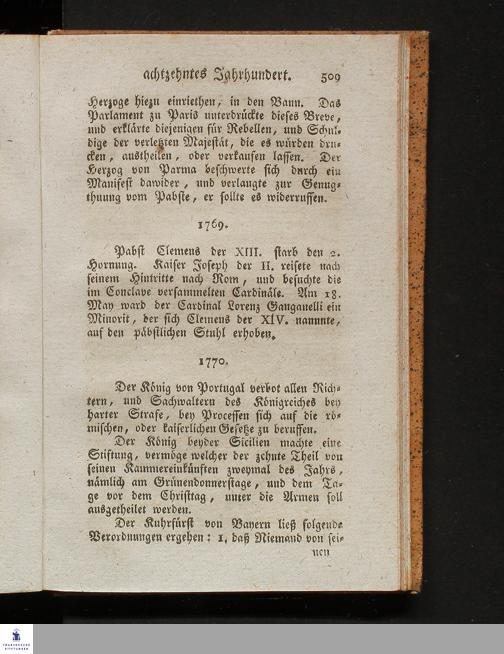 achtzehntes Jahrhundert. 509
Herzoge hiezu einriethen, in den Bann. Das
Parlament zu Paris unterdrückte dieses Breve,
und erklärte diejenigen für Rebellen, und Schul-
dige der verletzten Majestät, die es würden dru-
cken, austheilen, oder verkaufen lassen. Der
Herzog von Parma beschwerte sich durch ein
Manifest dawider, und verlangte zur Genug-
thuung vom Pabste, er sollte es widerruffen.
1769.
Pabst Clemens der XIII. starb den 2.
Hornung. Kaiser Joseph der II. reisete nach
seinem Hintritte nach Rom, und besuchte die
im Conclave versammelten Cardinäle. Am 18.
May ward der Cardinal Lorenz Ganganelli ein
Minorit, der sich Clemens der XIV. nannte,
auf den päbstlichen Stuhl erhoben.
1770.
Der König von Portugal verbot allen Rich-
tern, und Sachwaltern des Königreiches bey
harter Strafe, bey Processen sich auf die rö-
mischen, oder kaiserlichen Gesetze zu beruffen.
Der König beyder Sicilien machte eine
Stiftung, vermöge welcher der zehnte Theil von
seinen Kammereinkünften zweymal des Jahrs,
nämlich am Grünendonnerstage, und dem Ta-
ge vor dem Christtag, unter die Armen soll
ausgetheilet werden.
Der Kuhrfürst von Bayern ließ folgende
Verordnungen ergehen: 1. daß Niemand von sei-
nen
FRANCKESCHE
STIFTUNGEN